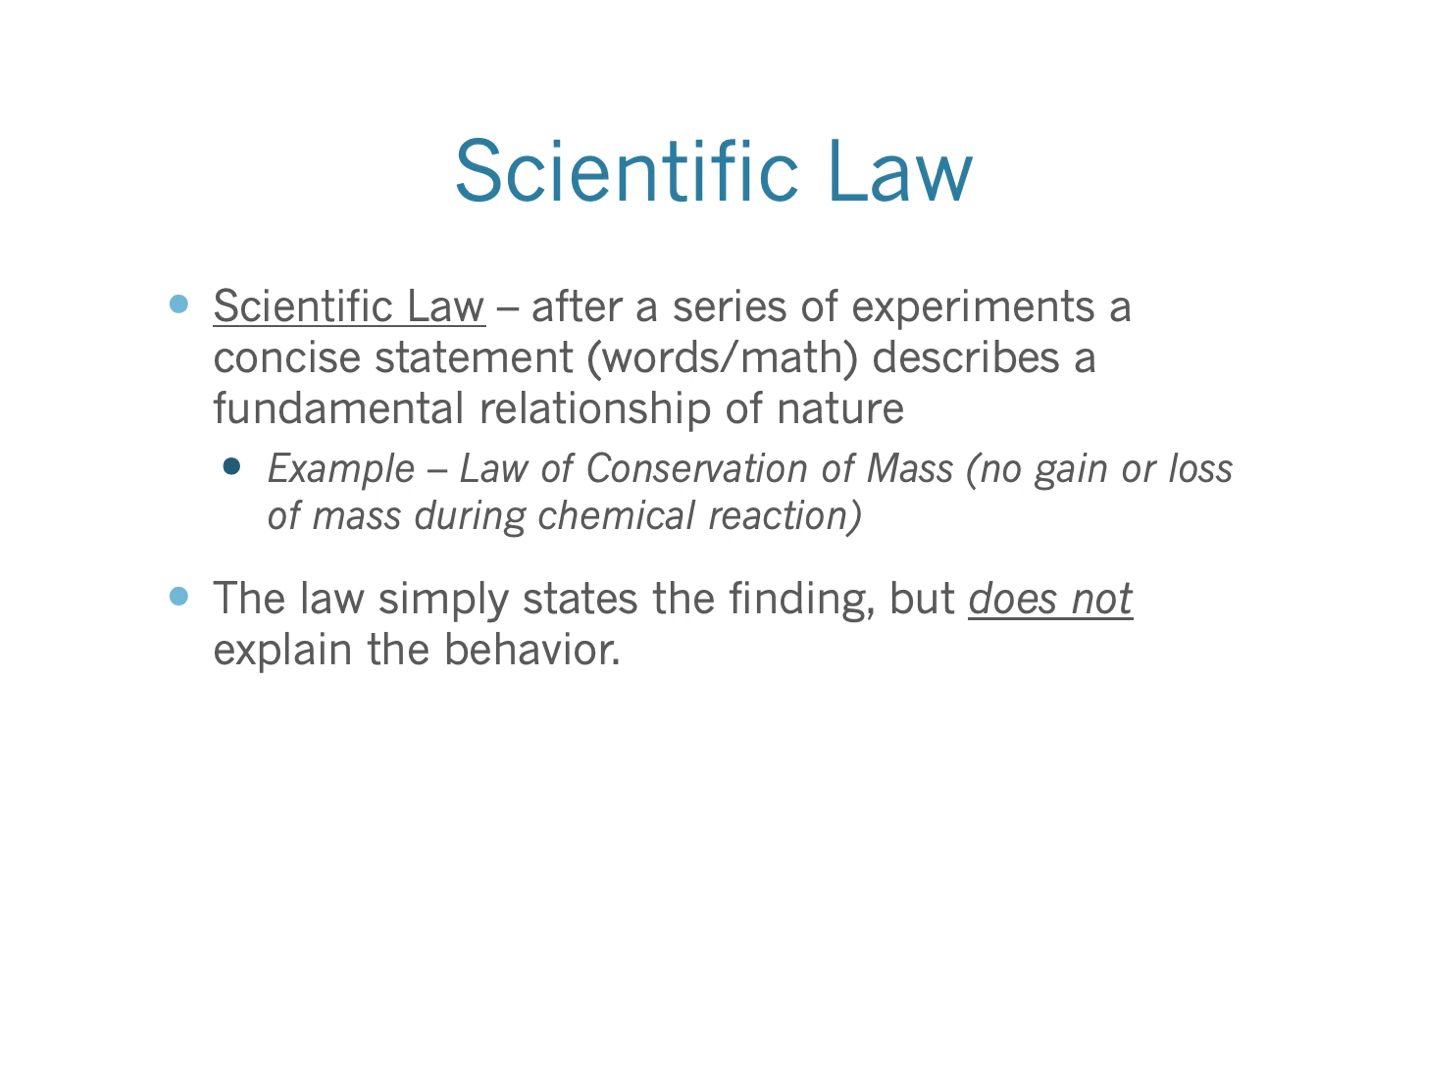 Scientific Law
• Scientific Law – after a series of experiments a
concise statement (words/math) describes a
fundamental relationship of nature
• Example – Law of Conservation of Mass (no gain or loss
of mass during chemical reaction)
• The law simply states the finding, but does not
explain the behavior.